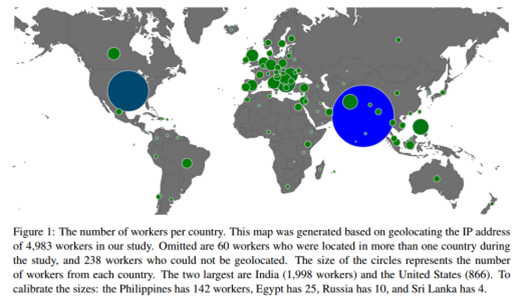 Figure 1: The number of workers per country. This map was generated based on geolocating the IP address
of 4,983 workers in our study. Omitted are 60 workers who were located in more than one country during
the study, and 238 workers who could not be geolocated. The size of the circles represents the number
of workers from each country. The two largest are India (1,998 workers) and the United States (866). To
calibrate the sizes: the Philippines has 142 workers, Egypt has 25, Russia has 10, and Sri Lanka has 4.